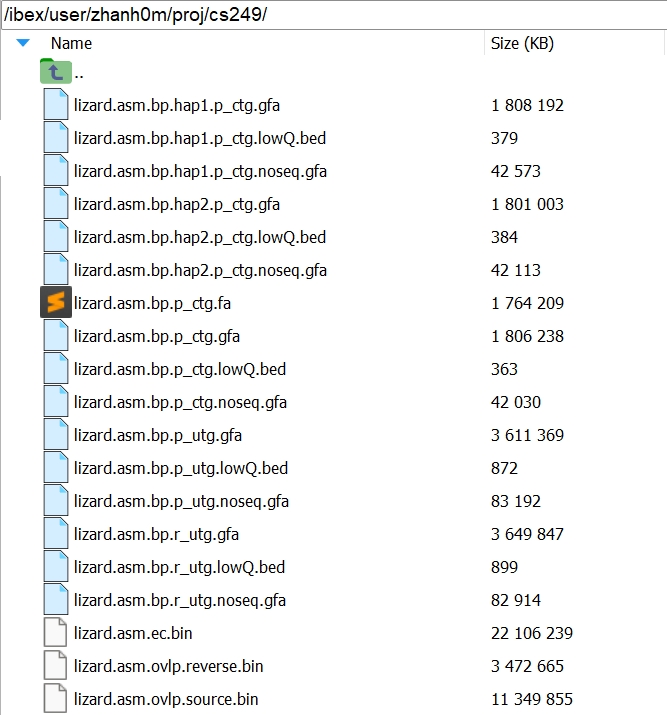 /ibex/user/zhanh0m/proj/cs249/
Name Size (KB)
..
lizard.asm.bp.hap1.p_ctg.gfa 1 808 192
lizard.asm.bp.hap1.p_ctg.lowQ.bed 379
lizard.asm.bp.hap1.p_ctg.noseq.gfa 42 573
lizard.asm.bp.hap2.p_ctg.gfa 1 801 003
lizard.asm.bp.hap2.p_ctg.lowQ.bed 384
lizard.asm.bp.hap2.p_ctg.noseq.gfa 42 113
lizard.asm.bp.p_ctg.fa 1 764 209
lizard.asm.bp.p_ctg.gfa 1 806 238
lizard.asm.bp.p_ctg.lowQ.bed 363
lizard.asm.bp.p_ctg.noseq.gfa 42 030
lizard.asm.bp.p_utg.gfa 3 611 369
lizard.asm.bp.p_utg.lowQ.bed 872
lizard.asm.bp.p_utg.noseq.gfa 83 192
lizard.asm.bp.r_utg.gfa 3 649 847
lizard.asm.bp.r_utg.lowQ.bed 899
lizard.asm.bp.r_utg.noseq.gfa 82 914
lizard.asm.ec.bin 22 106 239
lizard.asm.ovlp.reverse.bin 3 472 665
lizard.asm.ovlp.source.bin 11 349 855